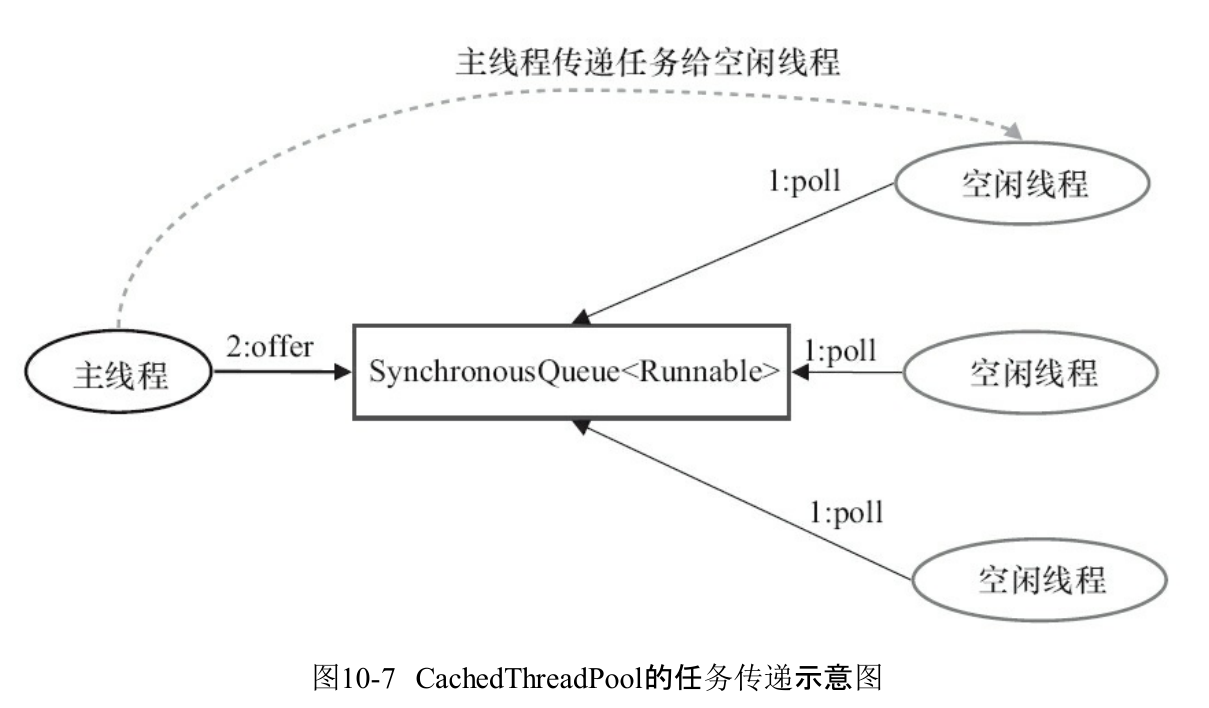 主线程传递任务给空闲线程
1:poll
空闲线程
2:offer
主线程
SynchronousQueue<Runnable>
1:poll
空闲线程
1:poll
空闲线程
图10-7 CachedThreadPool的任务传递示意图